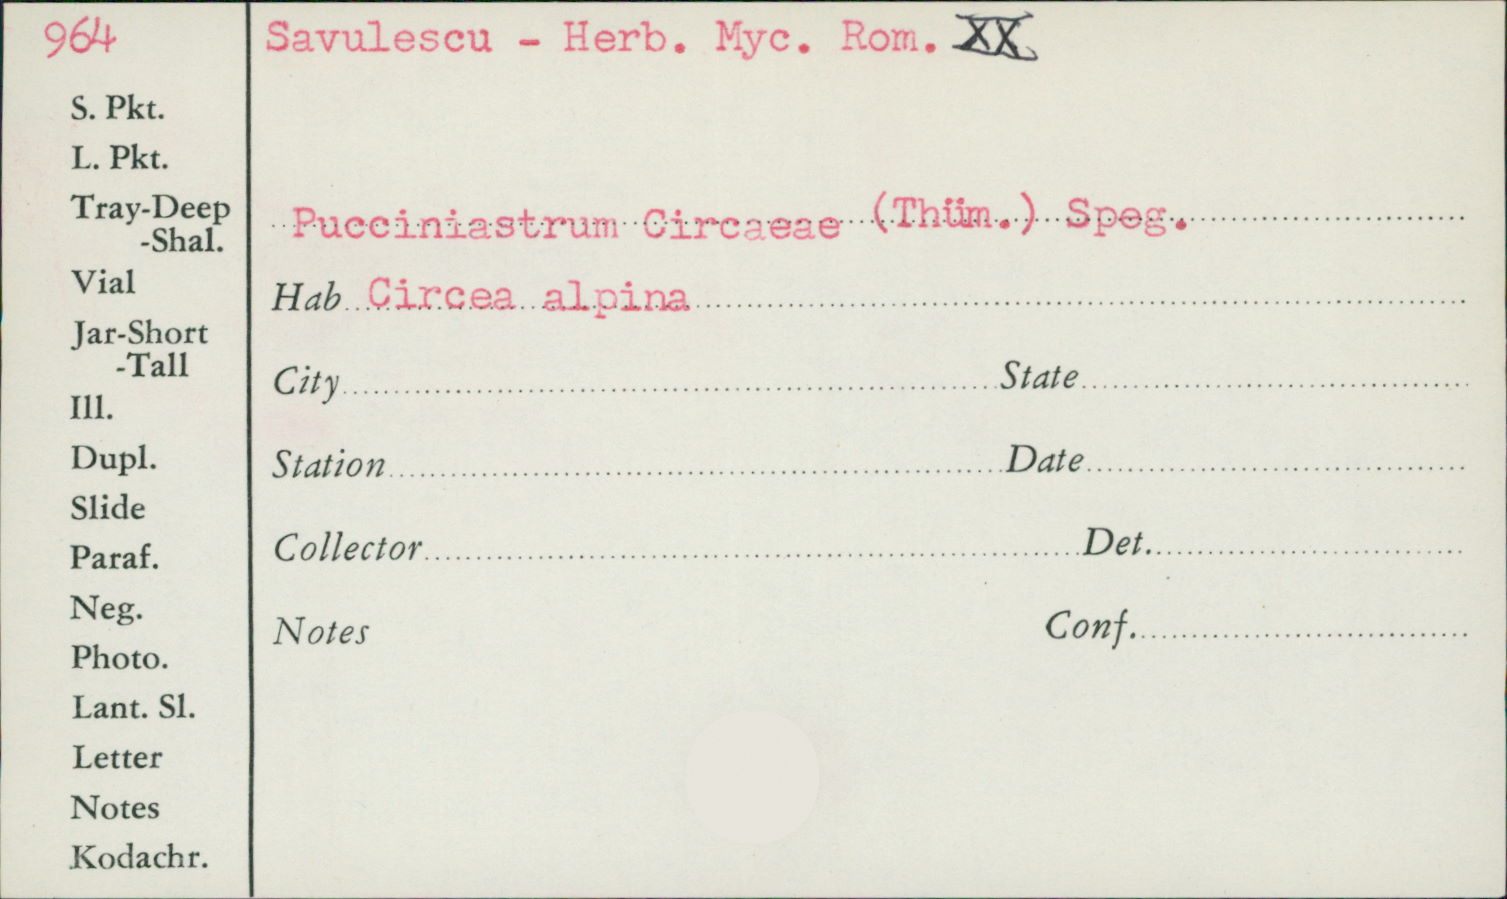 964
Savulescu - Herb. Myc. Rom. XX
S. Pkt.
L. Pkt.
Tray-Deep
-Shal.
Vial
Jar-Short
-Tall
Ill.
Dupl.
Slide
Paraf.
Neg.
Photo.
Lant. Sl.
Letter
Notes
Kodachr.
Pucciniastrum Circaeae (Thüm.) Speg.
Hab Circea alpina
City State
Station Date
Collector Det.
Notes Conf.